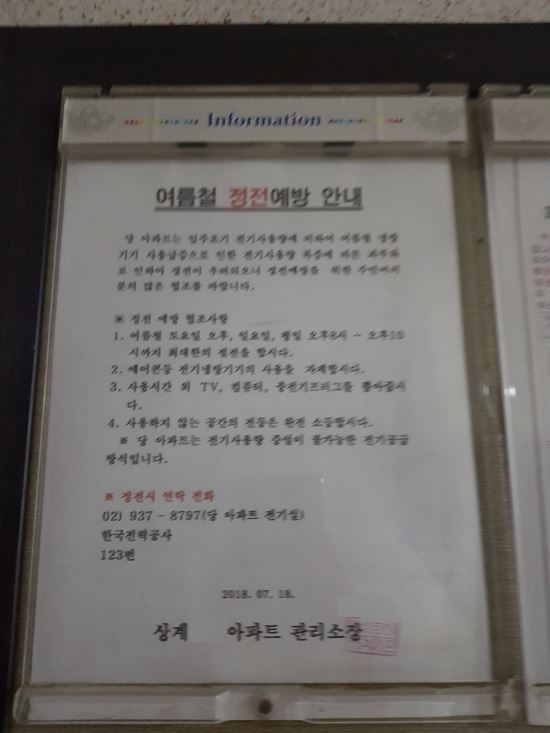 Information
여름철 정전예방 안내
당 아파트는 입주초기 전기사용량에 비하여 여름철 냉방
기기 사용급증으로 인한 전기사용량 폭증에 따른 과부하
로 인하여 정전이 우려되오니 정전예방을 위한 주민여러
분의 많은 협조를 바랍니다.
정전 예방 협조사항
1. 여름철 토요일 오후, 일요일, 평일 오후8시 ~ 오후10
시까지 최대한의 절전을 합시다.
2. 에어콘등 전기냉방기기의 사용을 자제합시다.
3. 사용시간 외 TV, 컴퓨터, 충전기프러그를 뽑아줍시
다.
4. 사용하지 않는 공간의 전등은 완전 소등합시다.
※ 당 아파트는 전기사용량 증설이 불가능한 전기공급
방식입니다.
※ 정전시 연락 전화
02) 937 - 8797(당 아파트 전기실)
한국전력공사
123번
2018. 07. 18.
상계 아파트 관리소장